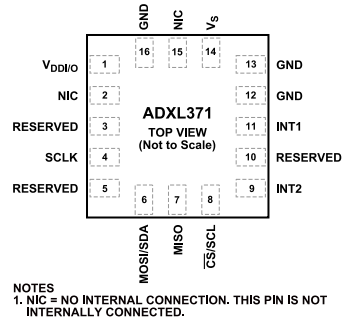 GND
NIC
VS
16
15
14
VDDI/O
1
13
GND
NIC
2
12
GND
ADXL371
RESERVED
3
TOP VIEW
(Not to Scale)
11
INT1
SCLK
4
10
RESERVED
RESERVED
5
9
INT2
6
7
8
MOSI/SDA
MISO
CS/SCL
NOTES
1. NIC = NO INTERNAL CONNECTION. THIS PIN IS NOT
INTERNALLY CONNECTED.